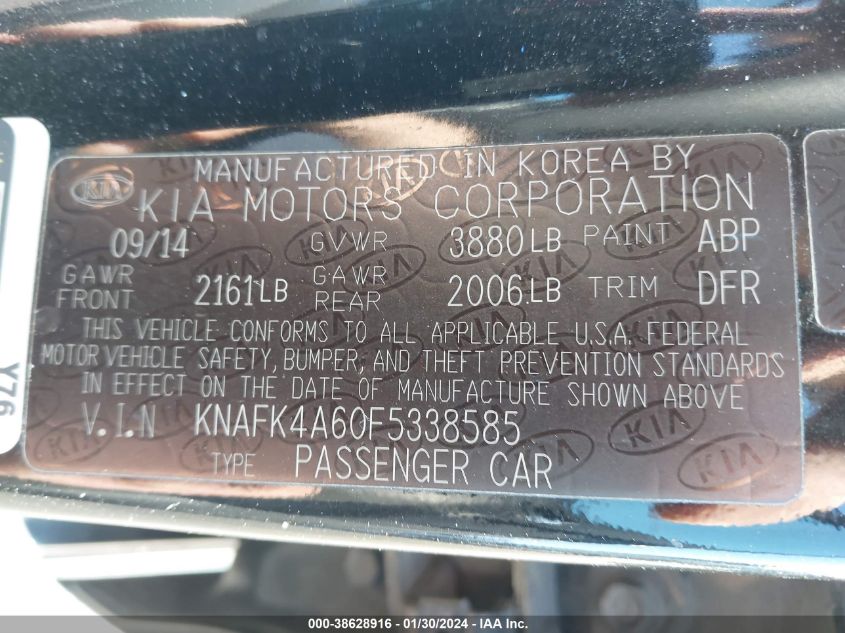 MANUFACTURED IN KOREA BY
KIA KIA MOTORS CORPORATION
09/14 GVWR 3880LB PAINT ABP
GAWR FRONT 2161LB GAWR REAR 2006LB TRIM DFR
THIS VEHICLE CONFORMS TO ALL APPLICABLE U.S.A. FEDERAL
MOTOR VEHICLE SAFETY, BUMPER, AND THEFT PREVENTION STANDARDS
IN EFFECT ON THE DATE OF MANUFACTURE SHOWN ABOVE
V.I.N KNAFK4A60F5338585
TYPE PASSENGER CAR
Y76
000-38628916 - 01/30/2024 - IAA Inc.